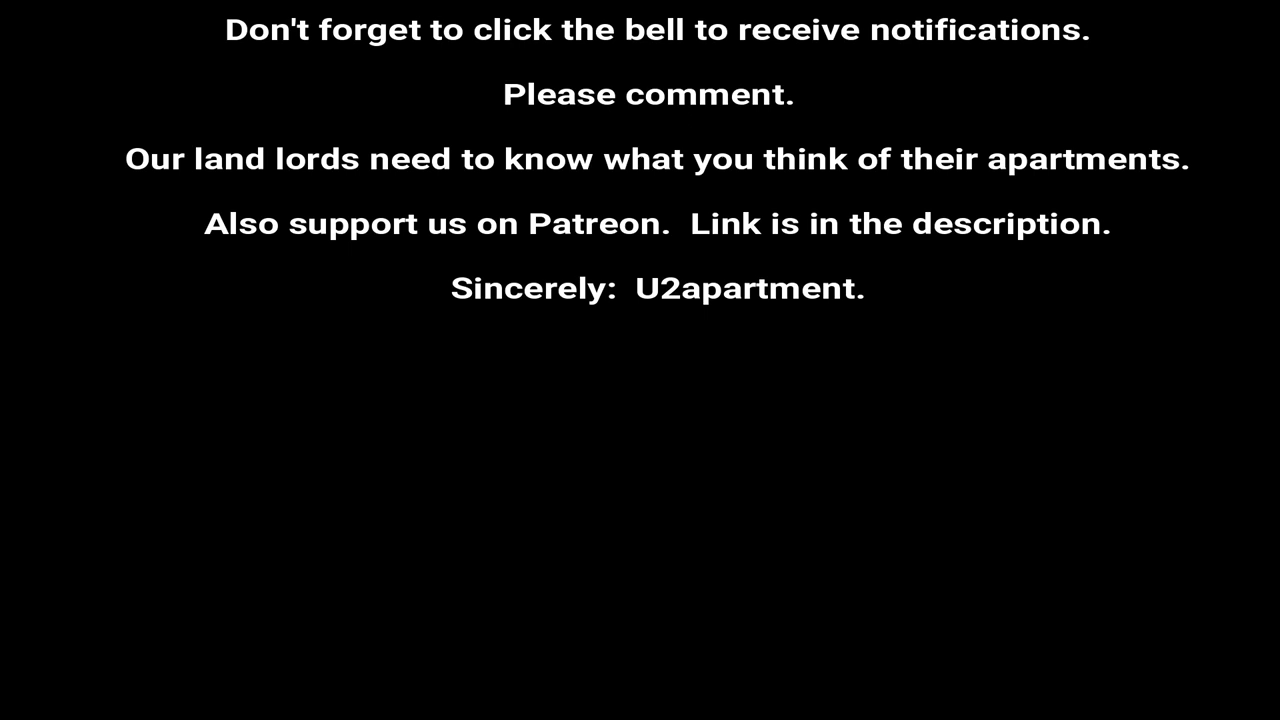 Don't forget to click the bell to receive notifications.
Please comment.
Our land lords need to know what you think of their apartments.
Also support us on Patreon.  Link is in the description.
Sincerely:  U2apartment.